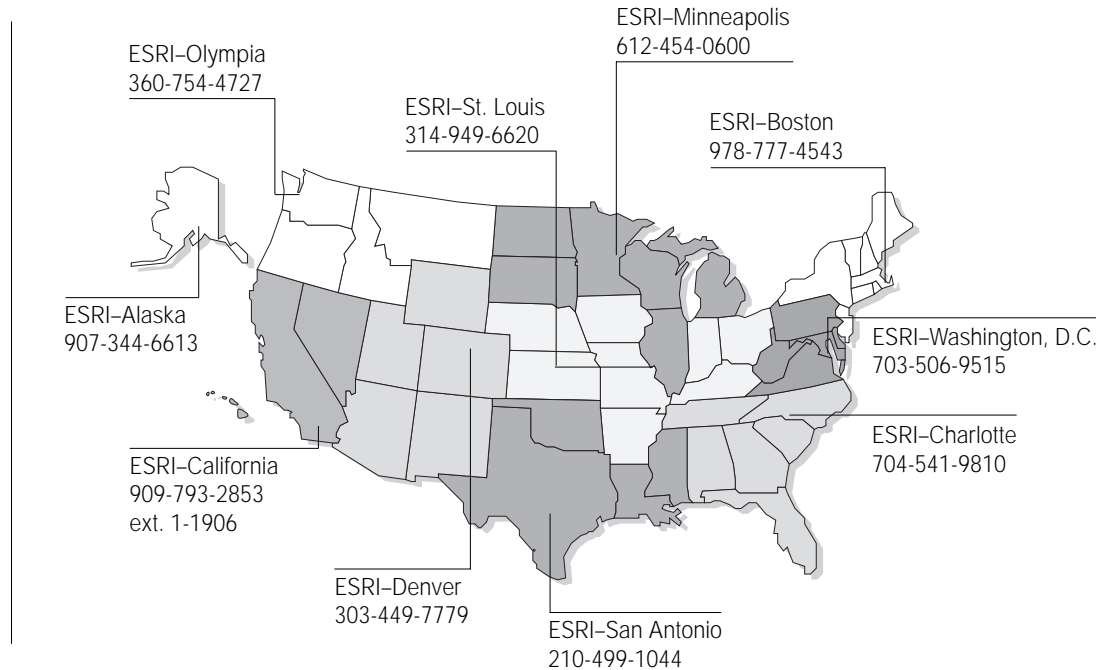 ESRI–Minneapolis
612-454-0600
ESRI–Olympia
360-754-4727
ESRI–St. Louis
314-949-6620
ESRI–Boston
978-777-4543
ESRI–Alaska
907-344-6613
ESRI–Washington, D.C.
703-506-9515
ESRI–Charlotte
704-541-9810
ESRI–California
909-793-2853
ext. 1-1906
ESRI–Denver
303-449-7779
ESRI–San Antonio
210-499-1044